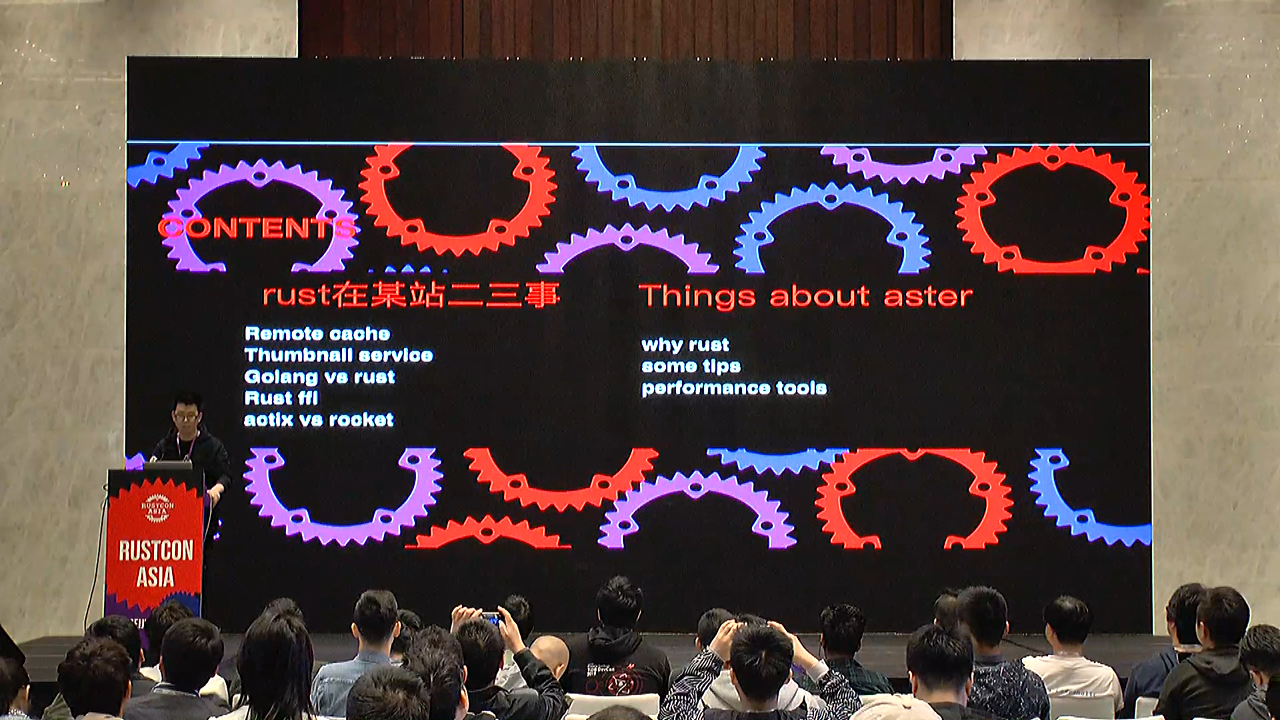 CONTENTS
rust在某站二三事
Remote cache
Thumbnail service
Golang vs rust
Rust ffi
actix vs rocket
Things about aster
why rust
some tips
performance tools
RUSTCON
ASIA
RUSTCON
ASIA